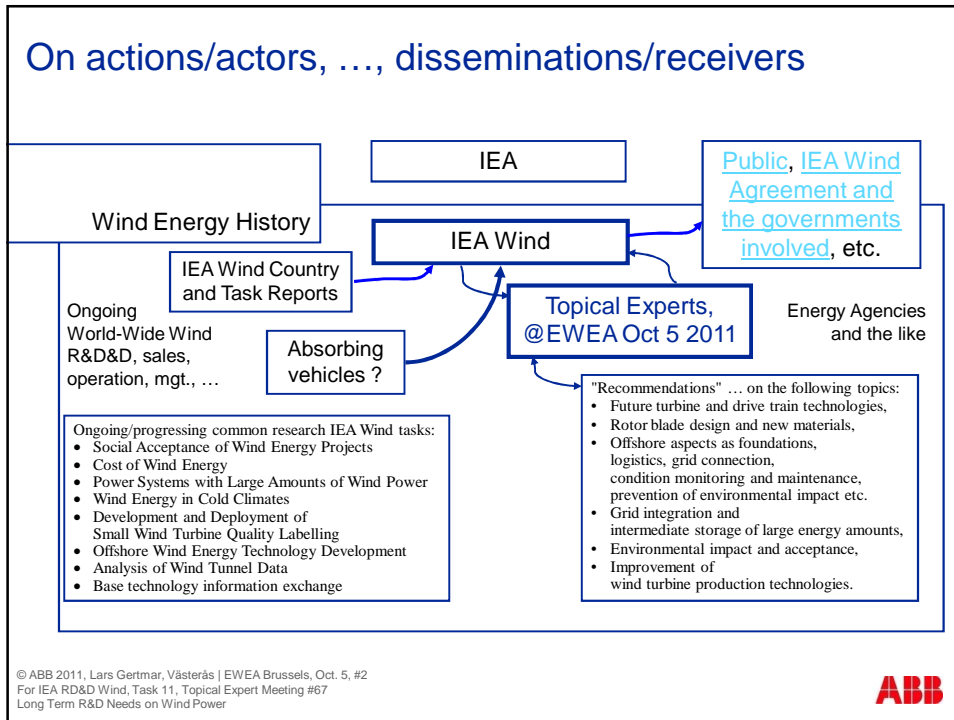 On actions/actors, …, disseminations/receivers
IEA
Public, IEA Wind
Agreement and
the governments
involved, etc.
Wind Energy History
IEA Wind
IEA Wind Country
and Task Reports
Topical Experts,
@EWEA Oct 5 2011
Ongoing
World-Wide Wind
R&D&D, sales,
operation, mgt., …
Energy Agencies
and the like
Absorbing
vehicles ?
Ongoing/progressing common research IEA Wind tasks:
• Social Acceptance of Wind Energy Projects
• Cost of Wind Energy
• Power Systems with Large Amounts of Wind Power
• Wind Energy in Cold Climates
• Development and Deployment of
Small Wind Turbine Quality Labelling
• Offshore Wind Energy Technology Development
• Analysis of Wind Tunnel Data
• Base technology information exchange
"Recommendations" … on the following topics:
• Future turbine and drive train technologies,
• Rotor blade design and new materials,
• Offshore aspects as foundations,
logistics, grid connection,
condition monitoring and maintenance,
prevention of environmental impact etc.
• Grid integration and
intermediate storage of large energy amounts,
• Environmental impact and acceptance,
• Improvement of
wind turbine production technologies.
© ABB 2011, Lars Gertmar, Västerås | EWEA Brussels, Oct. 5, #2
For IEA RD&D Wind, Task 11, Topical Expert Meeting #67
Long Term R&D Needs on Wind Power
ABB